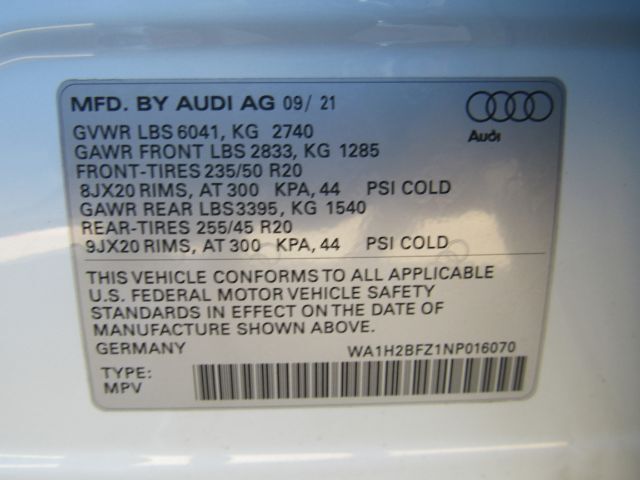 MFD. BY AUDI AG 09/ 21
Audi
GVWR LBS 6041, KG 2740
GAWR FRONT LBS 2833, KG 1285
FRONT-TIRES 235/50 R20
8JX20 RIMS, AT 300 KPA, 44 PSI COLD
GAWR REAR LBS3395, KG 1540
REAR-TIRES 255/45 R20
9JX20 RIMS, AT 300 KPA, 44 PSI COLD
THIS VEHICLE CONFORMS TO ALL APPLICABLE
U.S. FEDERAL MOTOR VEHICLE SAFETY
STANDARDS IN EFFECT ON THE DATE OF
MANUFACTURE SHOWN ABOVE.
GERMANY WA1H2BFZ1NP016070
TYPE:
MPV